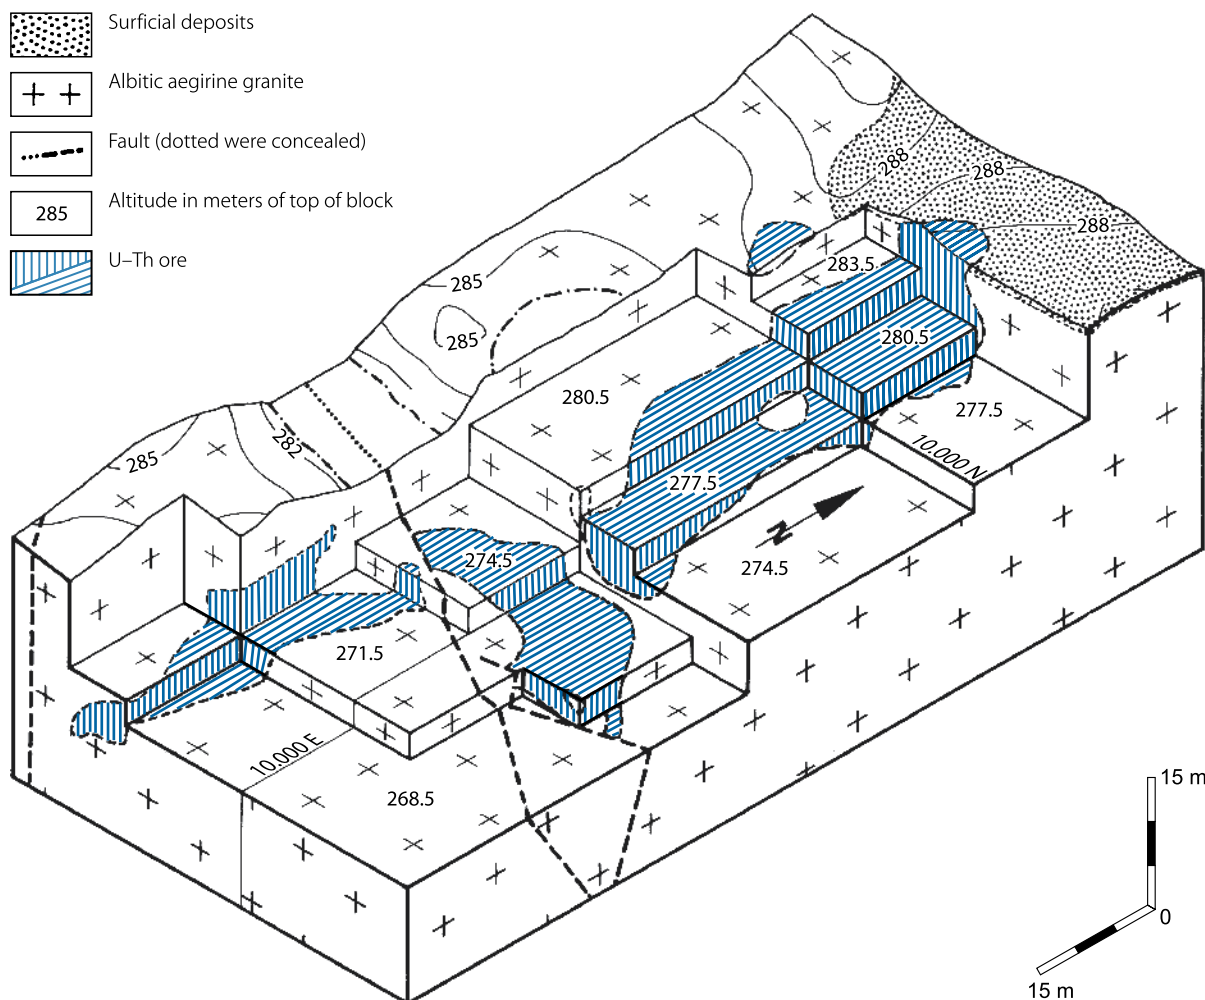 Surficial deposits
Albitic aegirine granite
Fault (dotted were concealed)
285
Altitude in meters of top of block
U–Th ore
288
288
288
283.5
285
285
280.5
280.5
277.5
10.000 N
285
282
277.5
N
274.5
274.5
271.5
10.000 E
268.5
15 m
0
15 m